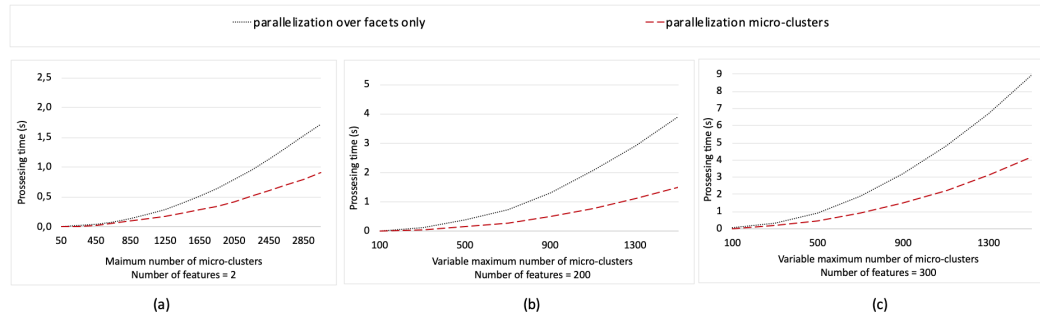 parallelization over facets only
parallelization micro-clusters
2,5
2,0
1,5
1,0
0,5
0,0
Prossesing time (s)
50 450 850 1250 1650 2050 2450 2850
Maimum number of micro-clusters
Number of features = 2
(a)
5
4
3
2
1
0
Prossesing time (s)
100 500 900 1300
Variable maximum number of micro-clusters
Number of features = 200
(b)
9
8
7
6
5
4
3
2
1
0
Prossesing time (s)
100 500 900 1300
Variable maximum number of micro-clusters
Number of features = 300
(c)